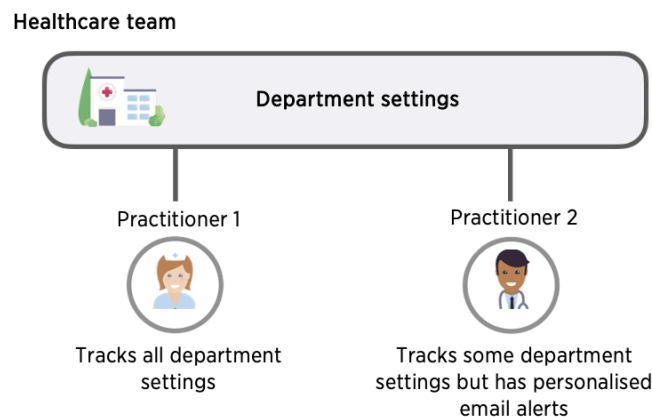 Healthcare team
Department settings
Practitioner 1
Practitioner 2
Tracks all department
settings
Tracks some department
settings but has personalised
email alerts